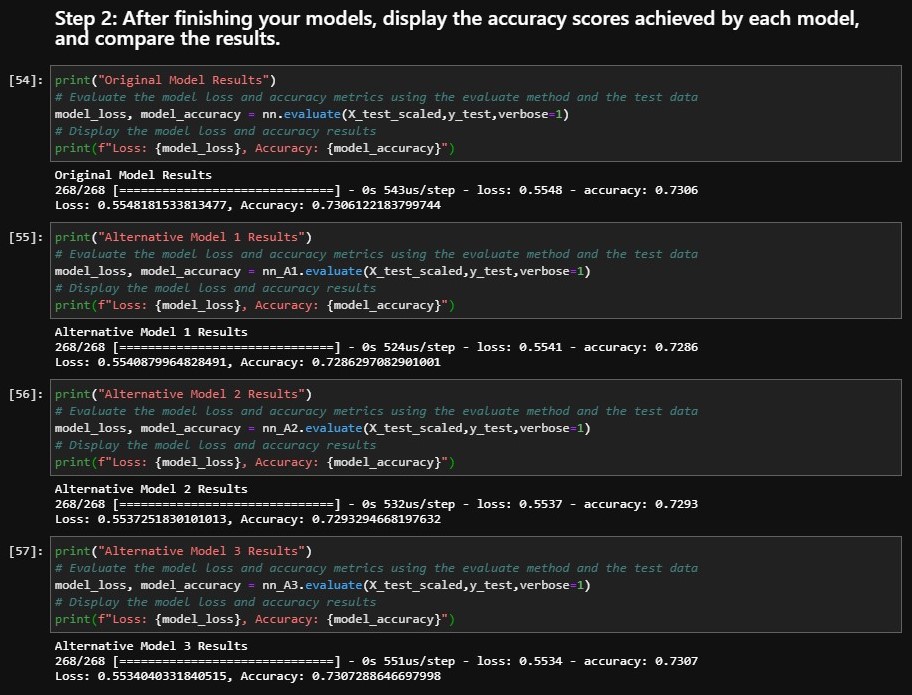 Step 2: After finishing your models, display the accuracy scores achieved by each model,
and compare the results.
[54]:
print("Original Model Results")
# Evaluate the model loss and accuracy metrics using the evaluate method and the test data
model_loss, model_accuracy = nn.evaluate(X_test_scaled,y_test,verbose=1)
# Display the model loss and accuracy results
print(f"Loss: {model_loss}, Accuracy: {model_accuracy}")
Original Model Results
268/268 [==============================] - 0s 543us/step - loss: 0.5548 - accuracy: 0.7306
Loss: 0.5548181533813477, Accuracy: 0.7306122183799744
[55]:
print("Alternative Model 1 Results")
# Evaluate the model loss and accuracy metrics using the evaluate method and the test data
model_loss, model_accuracy = nn_A1.evaluate(X_test_scaled,y_test,verbose=1)
# Display the model loss and accuracy results
print(f"Loss: {model_loss}, Accuracy: {model_accuracy}")
Alternative Model 1 Results
268/268 [==============================] - 0s 524us/step - loss: 0.5541 - accuracy: 0.7286
Loss: 0.5540879964828491, Accuracy: 0.7286297082901001
[56]:
print("Alternative Model 2 Results")
# Evaluate the model loss and accuracy metrics using the evaluate method and the test data
model_loss, model_accuracy = nn_A2.evaluate(X_test_scaled,y_test,verbose=1)
# Display the model loss and accuracy results
print(f"Loss: {model_loss}, Accuracy: {model_accuracy}")
Alternative Model 2 Results
268/268 [==============================] - 0s 532us/step - loss: 0.5537 - accuracy: 0.7293
Loss: 0.5537251830101013, Accuracy: 0.7293294668197632
[57]:
print("Alternative Model 3 Results")
# Evaluate the model loss and accuracy metrics using the evaluate method and the test data
model_loss, model_accuracy = nn_A3.evaluate(X_test_scaled,y_test,verbose=1)
# Display the model loss and accuracy results
print(f"Loss: {model_loss}, Accuracy: {model_accuracy}")
Alternative Model 3 Results
268/268 [==============================] - 0s 551us/step - loss: 0.5534 - accuracy: 0.7307
Loss: 0.5534040331840515, Accuracy: 0.7307288646697998